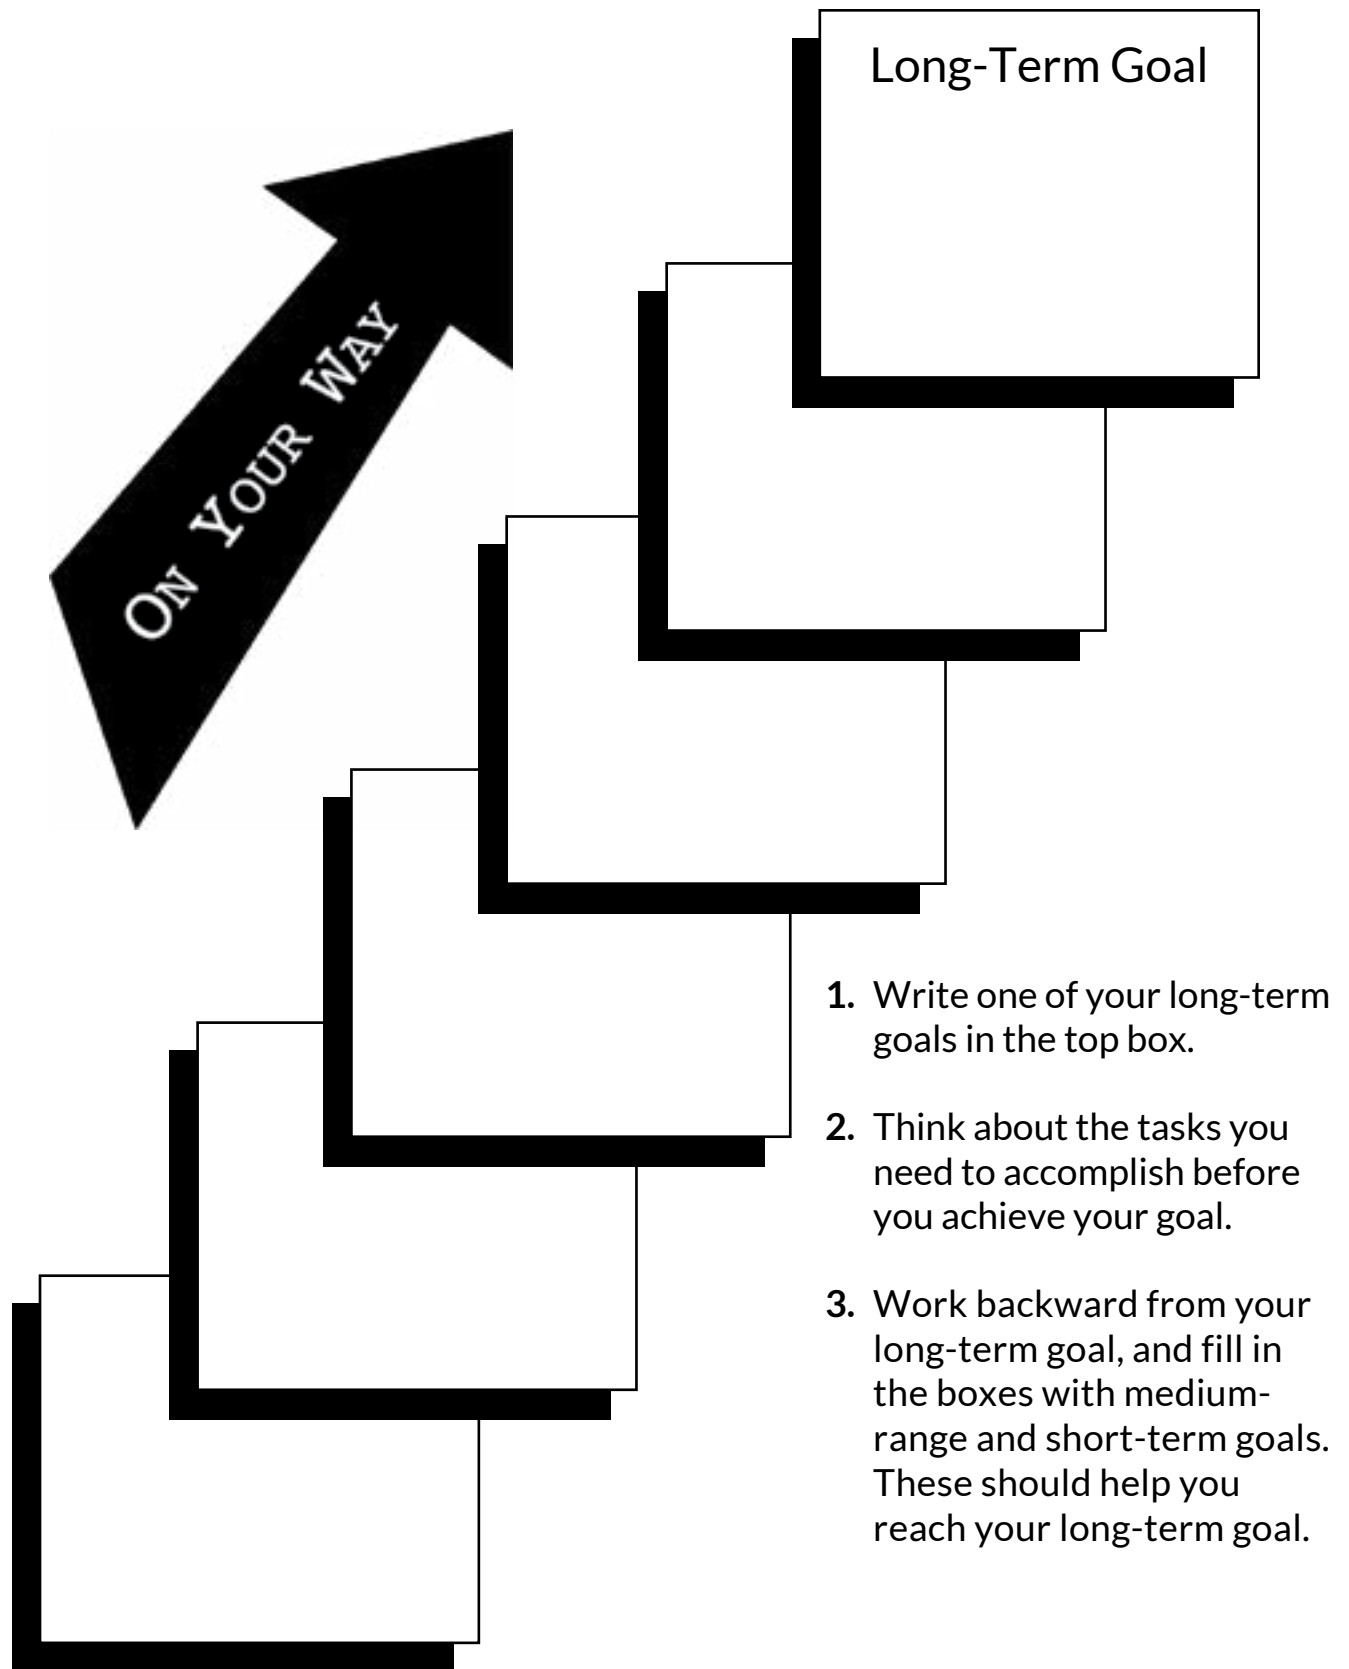 Long-Term Goal
On Your Way
1. Write one of your long-term
goals in the top box.
2. Think about the tasks you
need to accomplish before
you achieve your goal.
3. Work backward from your
long-term goal, and fill in
the boxes with medium-
range and short-term goals.
These should help you
reach your long-term goal.